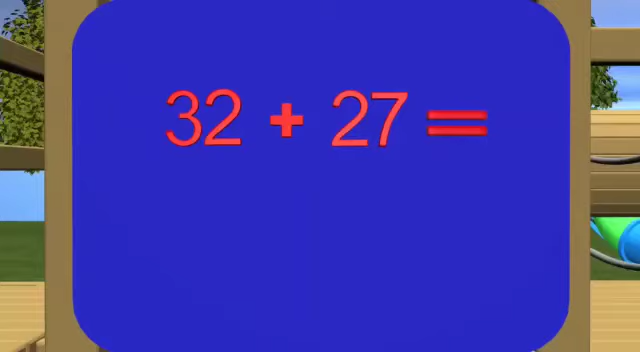 32 + 27 =